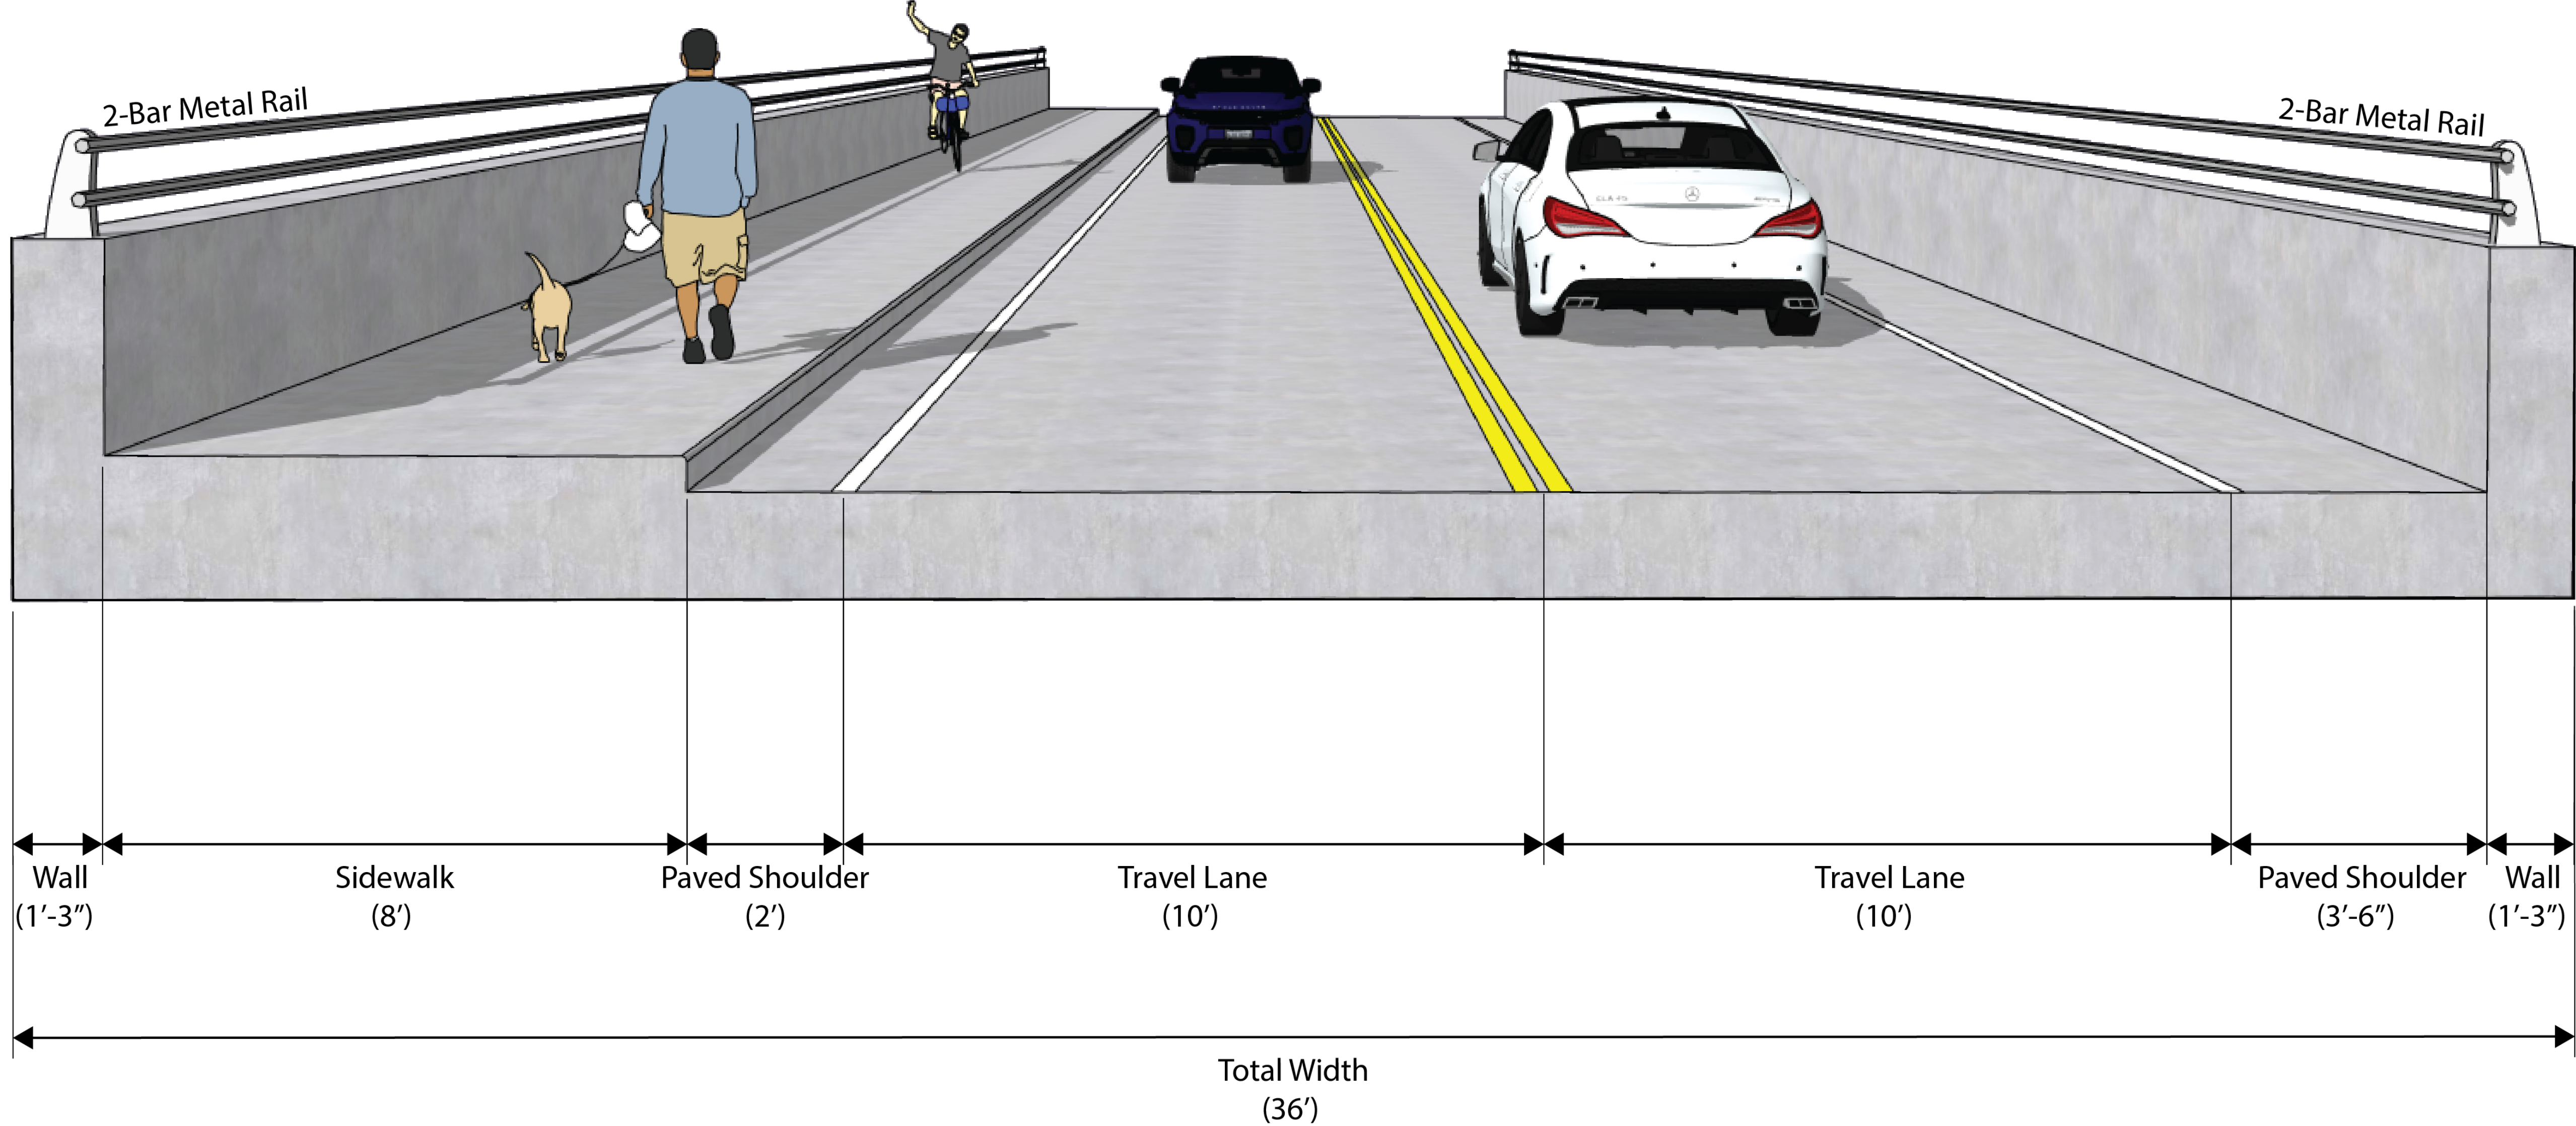 2-Bar Metal Rail
2-Bar Metal Rail
Wall
(1’-3”)
Sidewalk
(8’)
Paved Shoulder
(2’)
Travel Lane
(10’)
Travel Lane
(10’)
Paved Shoulder
(3’-6”)
Wall
(1’-3”)
Total Width
(36’)